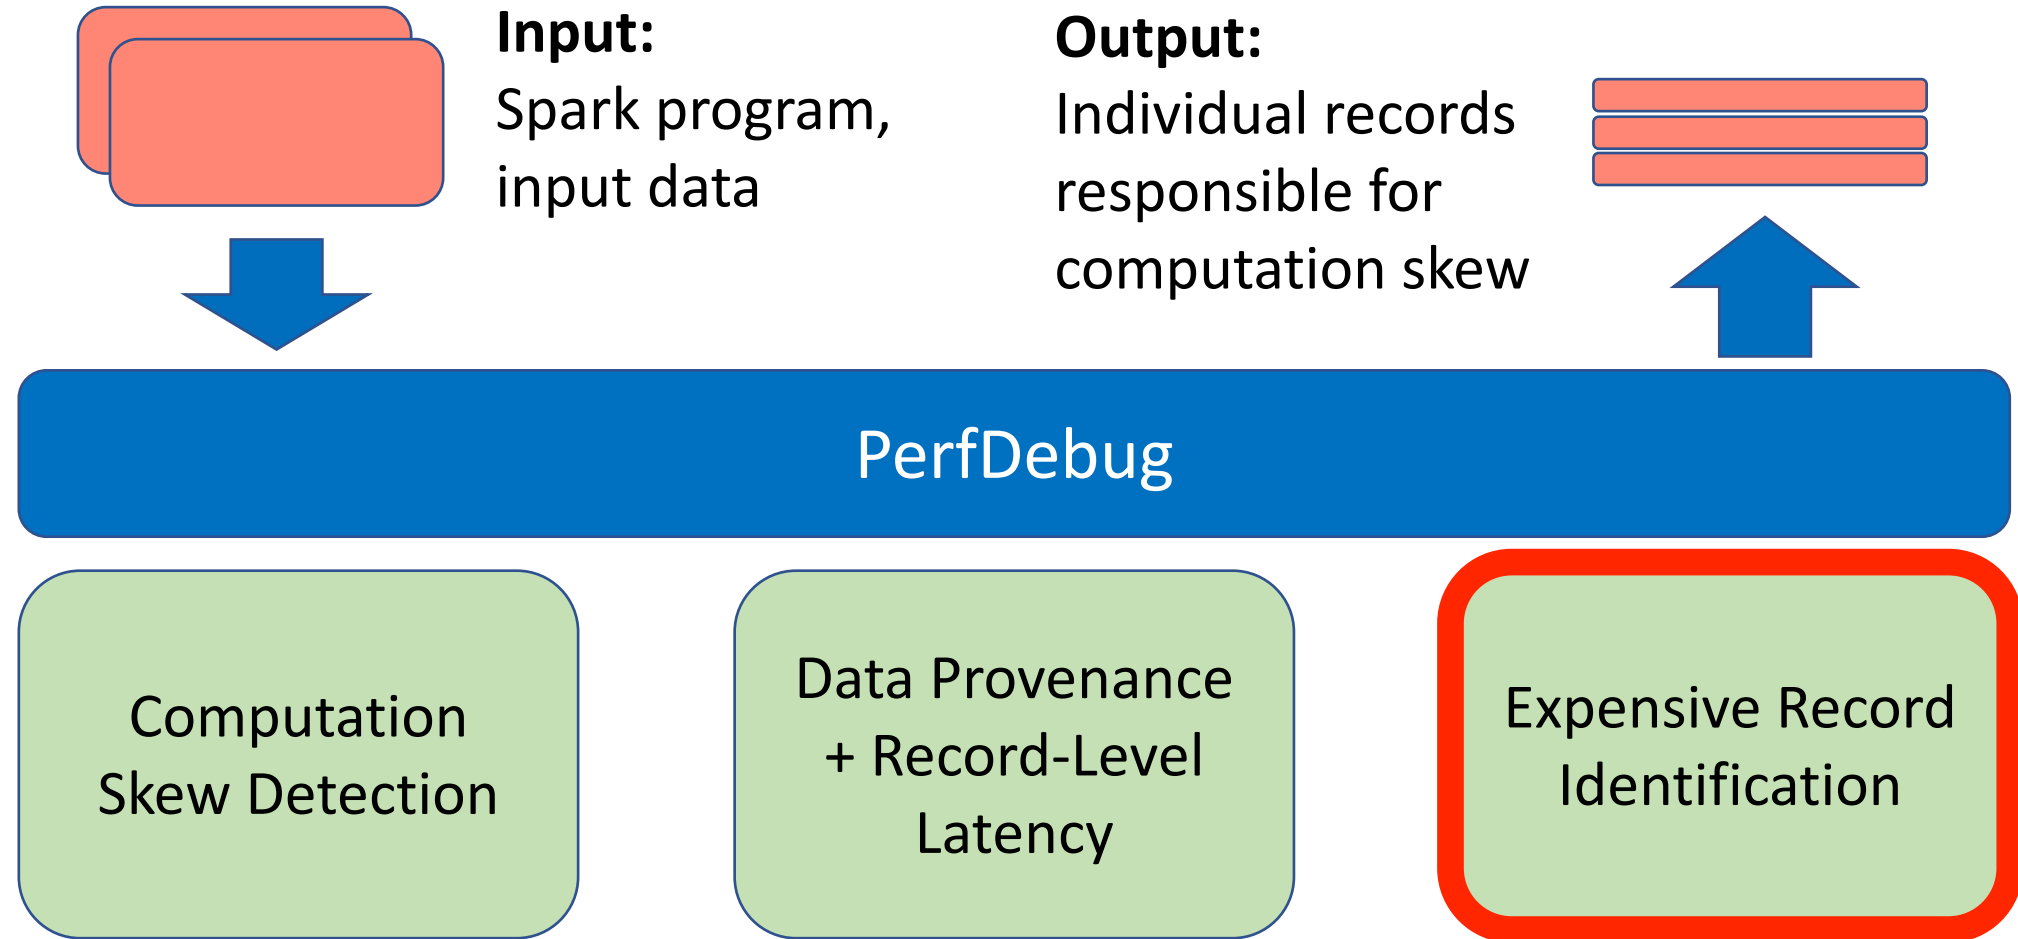 Input:
Spark program,
input data
Output:
Individual records
responsible for
computation skew
PerfDebug
Computation
Skew Detection
Data Provenance
+ Record-Level
Latency
Expensive Record
Identification